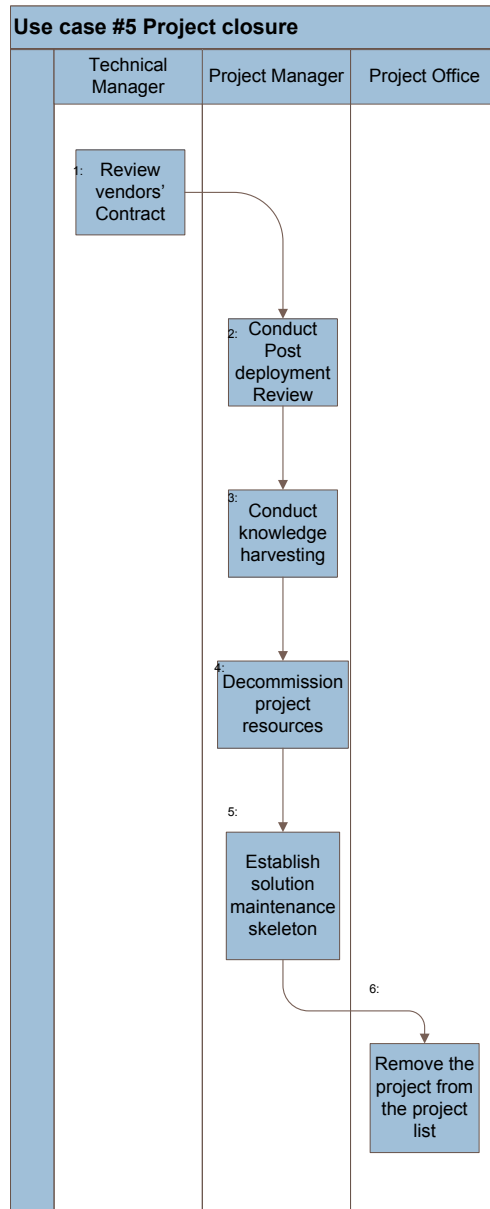 Use case #5 Project closure
Technical
Manager
Project Manager
Project Office
1:
Review
vendors’
Contract
2:
Conduct
Post
deployment
Review
3:
Conduct
knowledge
harvesting
4:
Decommission
project
resources
5:
Establish
solution
maintenance
skeleton
6:
Remove the
project from
the project
list